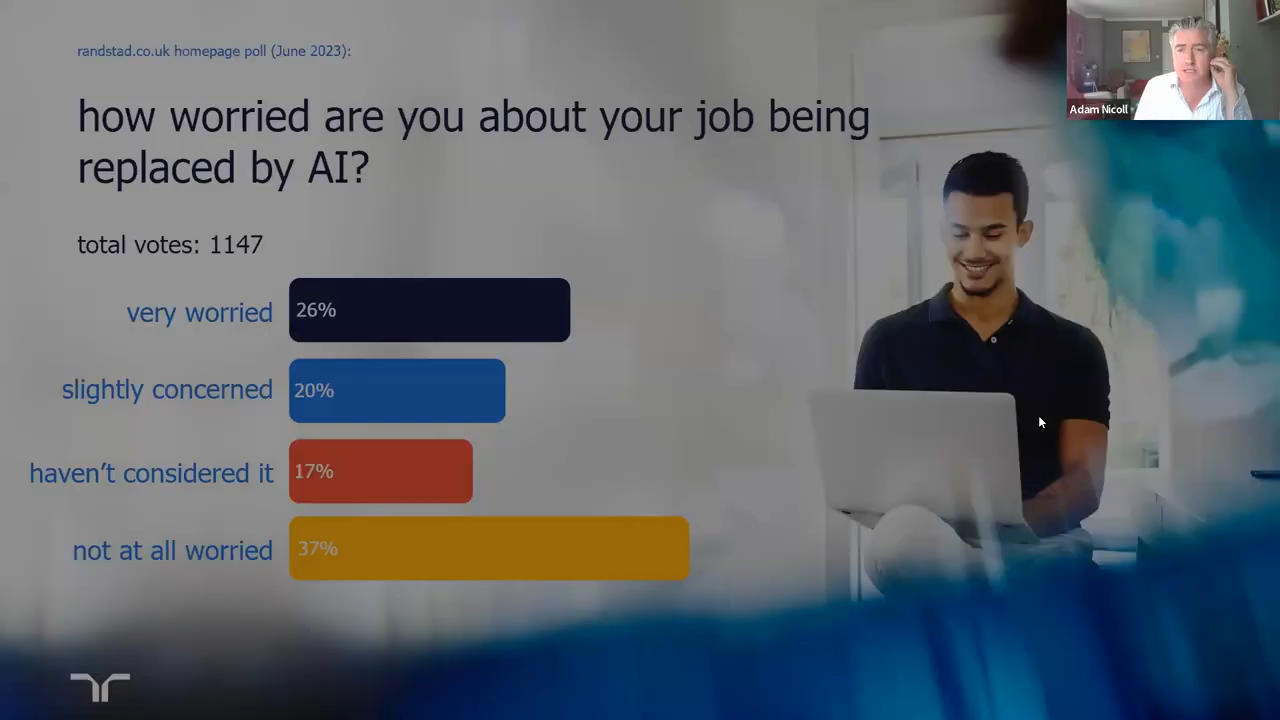 randstad.co.uk homepage poll (June 2023):
Adam Nicoll
how worried are you about your job being
replaced by AI?
total votes: 1147
very worried 26%
slightly concerned 20%
haven’t considered it 17%
not at all worried 37%